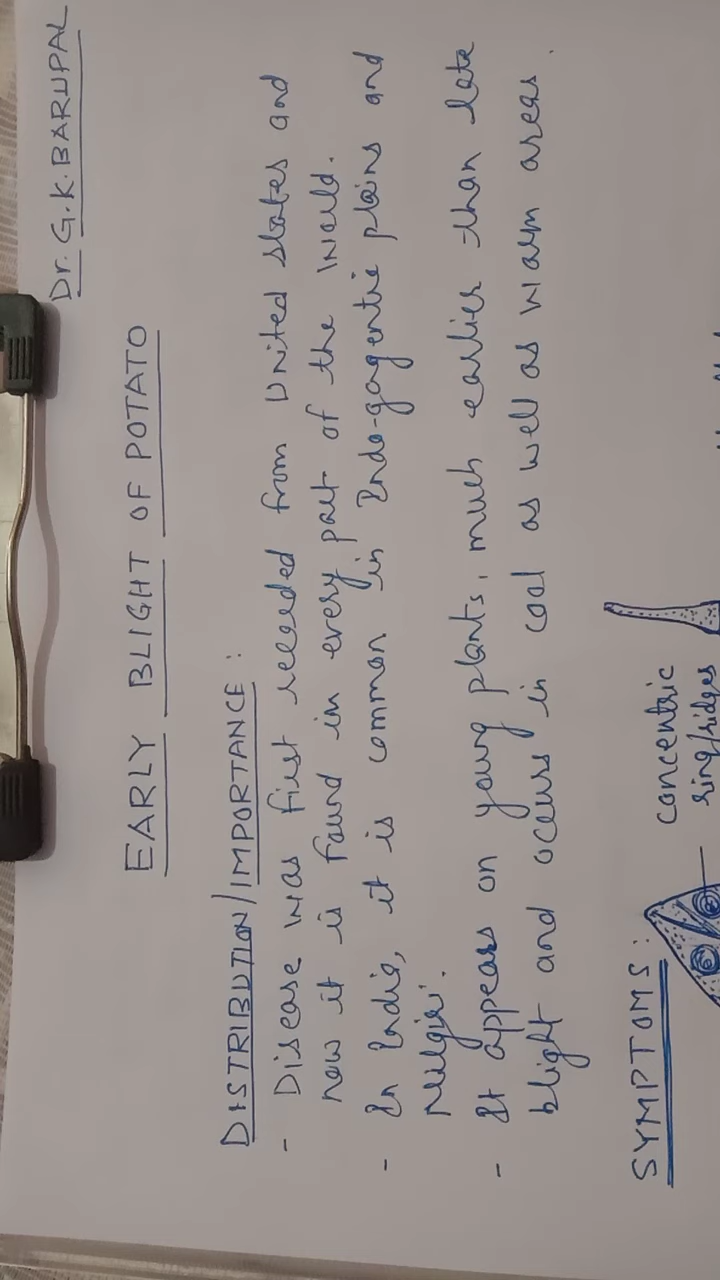 Dr. G.K. BARUPAL
EARLY BLIGHT OF POTATO
DISTRIBUTION/IMPORTANCE:
- Disease was first recorded from United States and
now it is found in every part of the world.
- In India, it is common in Indo-gangentic plains and
Nilgiri.
- It appears on young plants, much earlier than late
blight and occurs in cool as well as warm areas.
SYMPTOMS:
concentric
ring/ridges